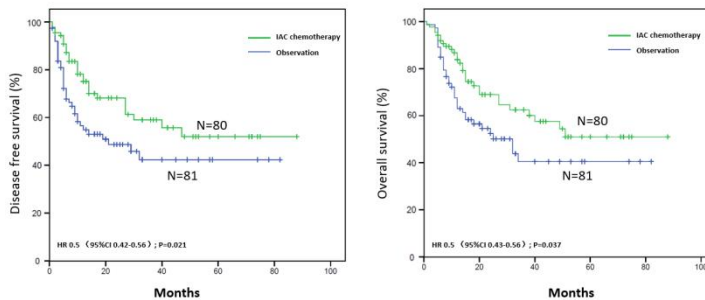 IAC chemotherapy
Observation
Disease free survival (%)
100
80
60
40
20
0
N=80
N=81
HR 0.5 （95%CI 0.42-0.56）; P=0.021
0 20 40 60 80 100
Months
IAC chemotherapy
Observation
Overall survival (%)
100
80
60
40
20
0
N=80
N=81
HR 0.5 （95%CI 0.43-0.56）; P=0.037
0 20 40 60 80 100
Months